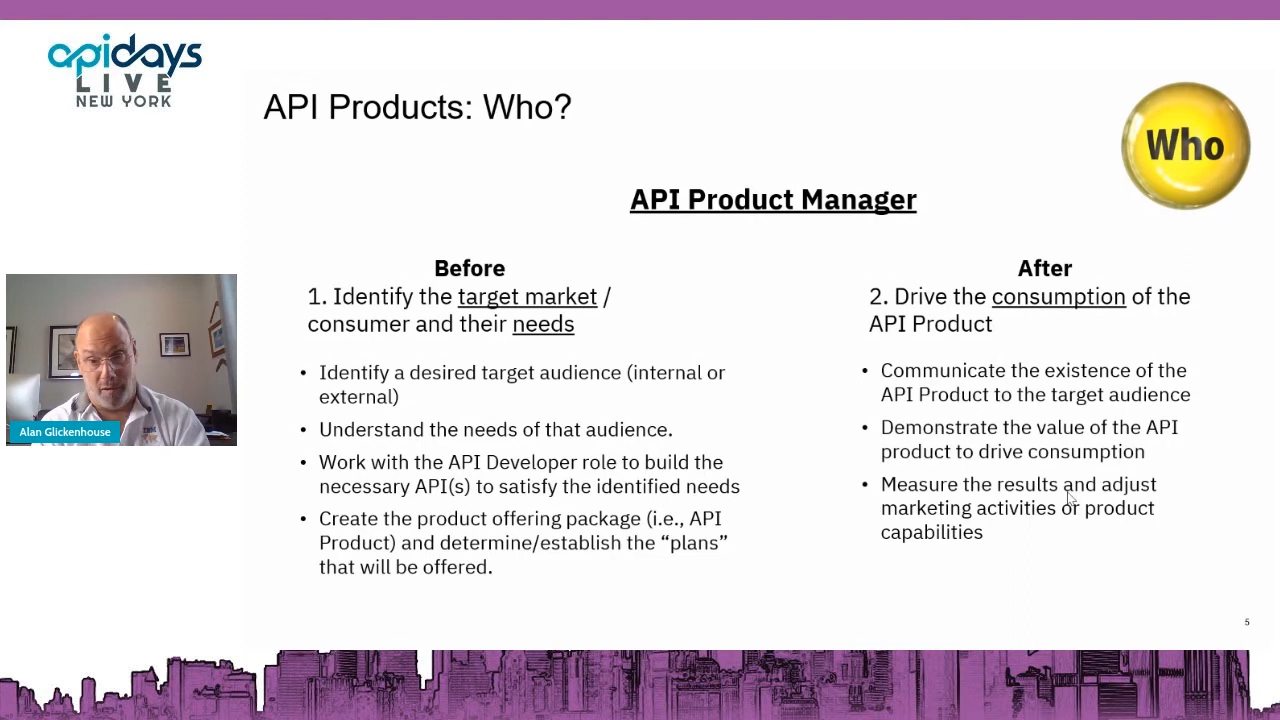 apidays
LIVE
NEW YORK
API Products: Who?
Who
API Product Manager
Before
1. Identify the target market /
consumer and their needs
• Identify a desired target audience (internal or
external)
• Understand the needs of that audience.
• Work with the API Developer role to build the
necessary API(s) to satisfy the identified needs
• Create the product offering package (i.e., API
Product) and determine/establish the “plans”
that will be offered.
After
2. Drive the consumption of the
API Product
• Communicate the existence of the
API Product to the target audience
• Demonstrate the value of the API
product to drive consumption
• Measure the results and adjust
marketing activities or product
capabilities
Alan Glickenhouse
5